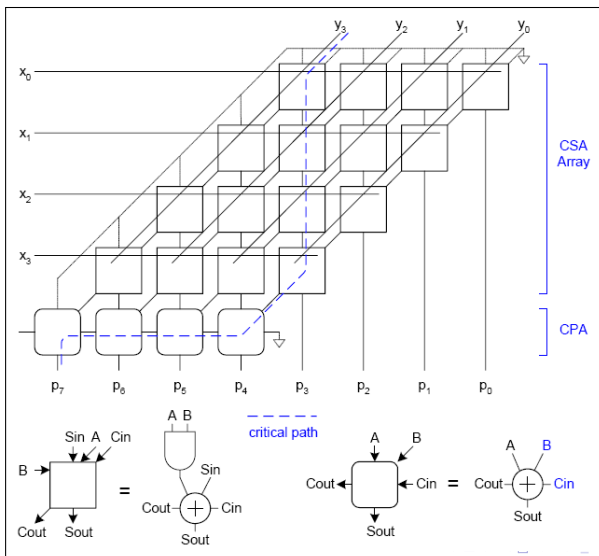 y3 y2 y1 y0
x0
x1
CSA
Array
x2
x3
CPA
p7 p6 p5 p4 p3 p2 p1 p0
critical path
A B
Sin A Cin
Sin
B
=
Cout
Cin
Cout
Sout
Sout
A
B
Cout
Cin
=
Sout
A
B
Cout
Cin
Sout